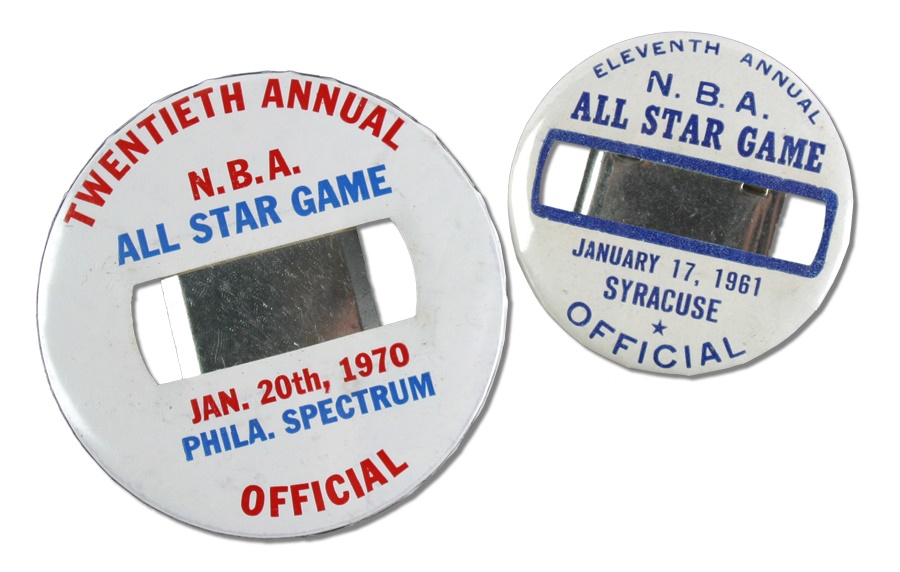 TWENTIETH ANNUAL
N.B.A.
ALL STAR GAME
JAN. 20th, 1970
PHILA. SPECTRUM
OFFICIAL
ELEVENTH ANNUAL
N.B.A.
ALL STAR GAME
JANUARY 17, 1961
SYRACUSE
OFFICIAL